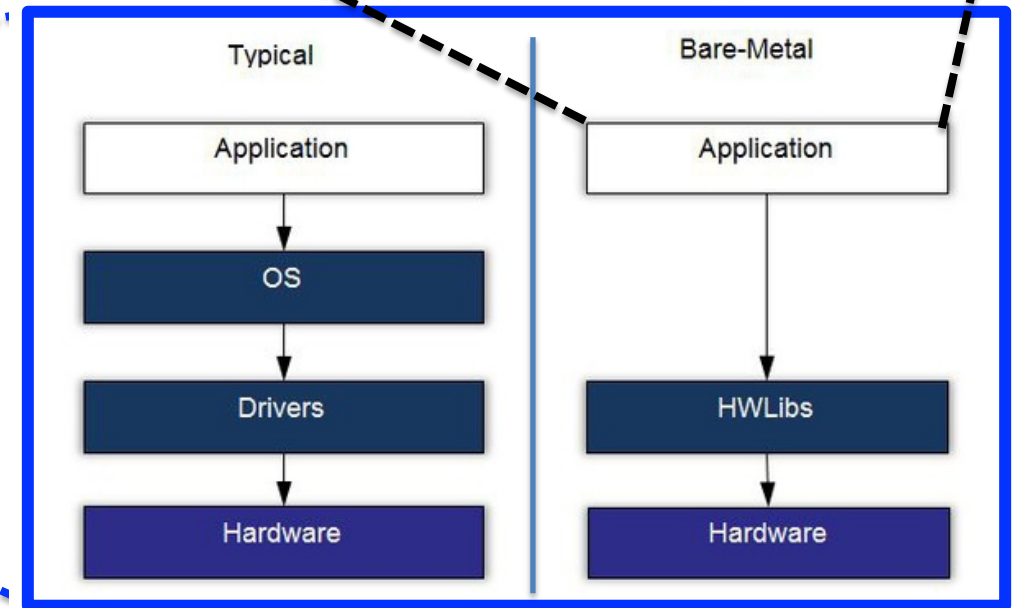 Typical
Application
OS
Drivers
Hardware
Bare-Metal
Application
HWLibs
Hardware